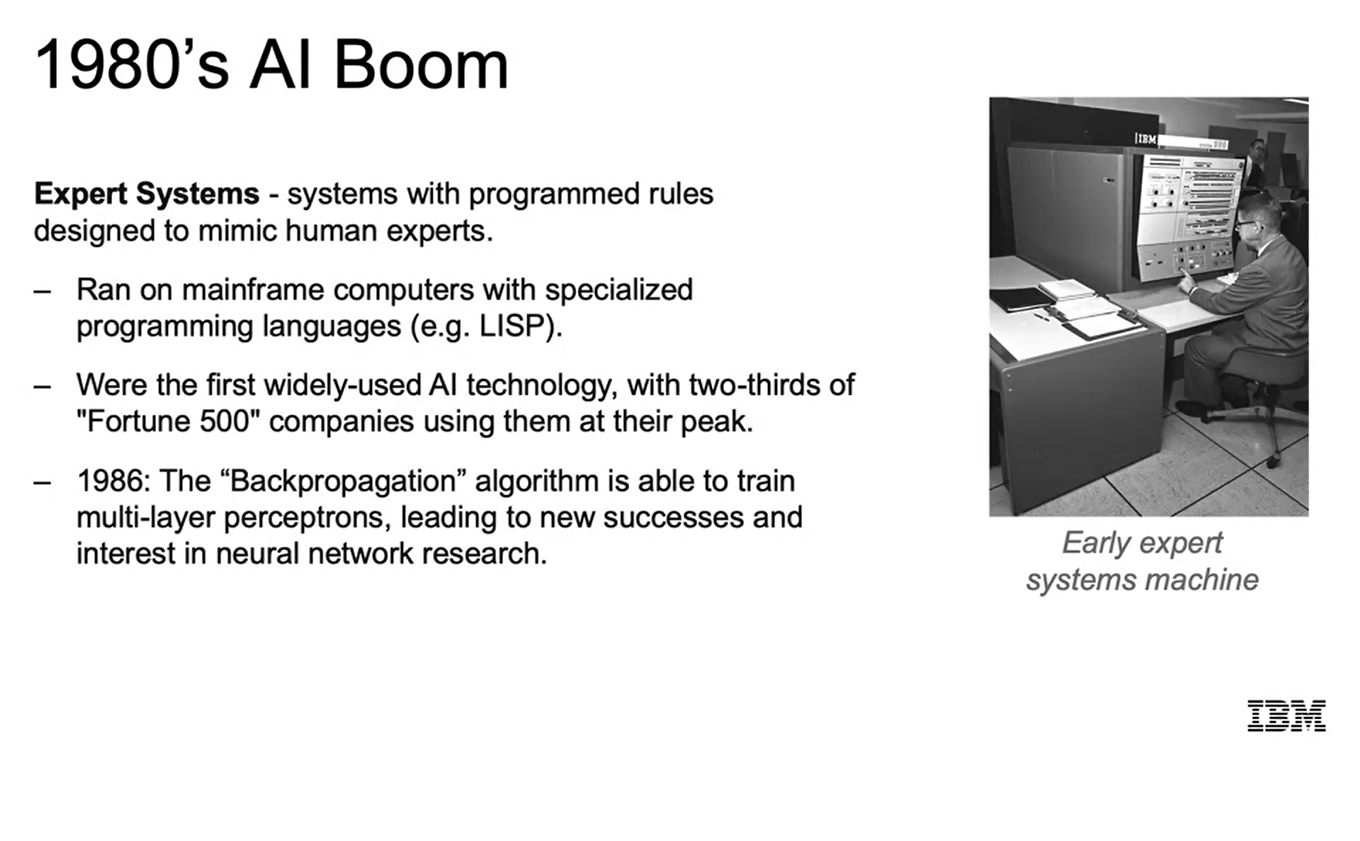 1980’s AI Boom
Expert Systems - systems with programmed rules
designed to mimic human experts.
– Ran on mainframe computers with specialized
programming languages (e.g. LISP).
– Were the first widely-used AI technology, with two-thirds of
"Fortune 500" companies using them at their peak.
– 1986: The “Backpropagation” algorithm is able to train
multi-layer perceptrons, leading to new successes and
interest in neural network research.
IBM
Early expert
systems machine
IBM